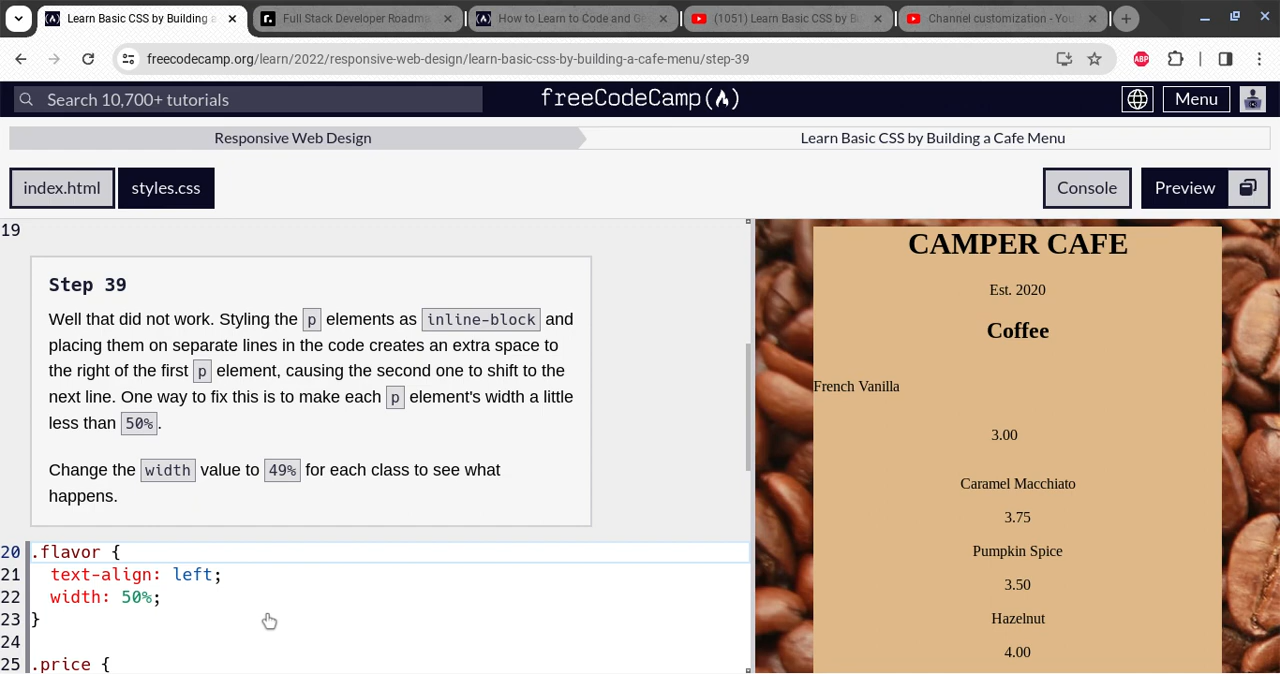 Learn Basic CSS by Building a
Full Stack Developer Roadma
How to Learn to Code and Ge
(1051) Learn Basic CSS by Bu
Channel customization - You
freecodecamp.org/learn/2022/responsive-web-design/learn-basic-css-by-building-a-cafe-menu/step-39
ABP
Search 10,700+ tutorials
freeCodeCamp
Menu
Responsive Web Design
Learn Basic CSS by Building a Cafe Menu
index.html
styles.css
Console
Preview
19
Step 39
Well that did not work. Styling the p elements as inline-block and
placing them on separate lines in the code creates an extra space to
the right of the first p element, causing the second one to shift to the
next line. One way to fix this is to make each p element's width a little
less than 50%.
Change the width value to 49% for each class to see what
happens.
20 .flavor {
21 text-align: left;
22 width: 50%;
23 }
24
25 .price {
CAMPER CAFE
Est. 2020
Coffee
French Vanilla
3.00
Caramel Macchiato
3.75
Pumpkin Spice
3.50
Hazelnut
4.00